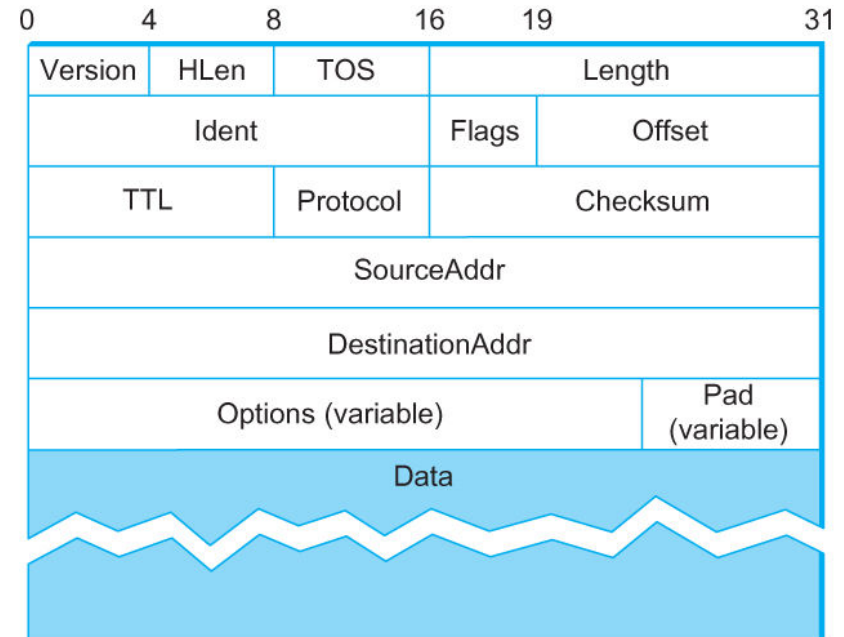 0 4 8 16 19 31
Version HLen TOS Length
Ident Flags Offset
TTL Protocol Checksum
SourceAddr
DestinationAddr
Options (variable) Pad
(variable)
Data